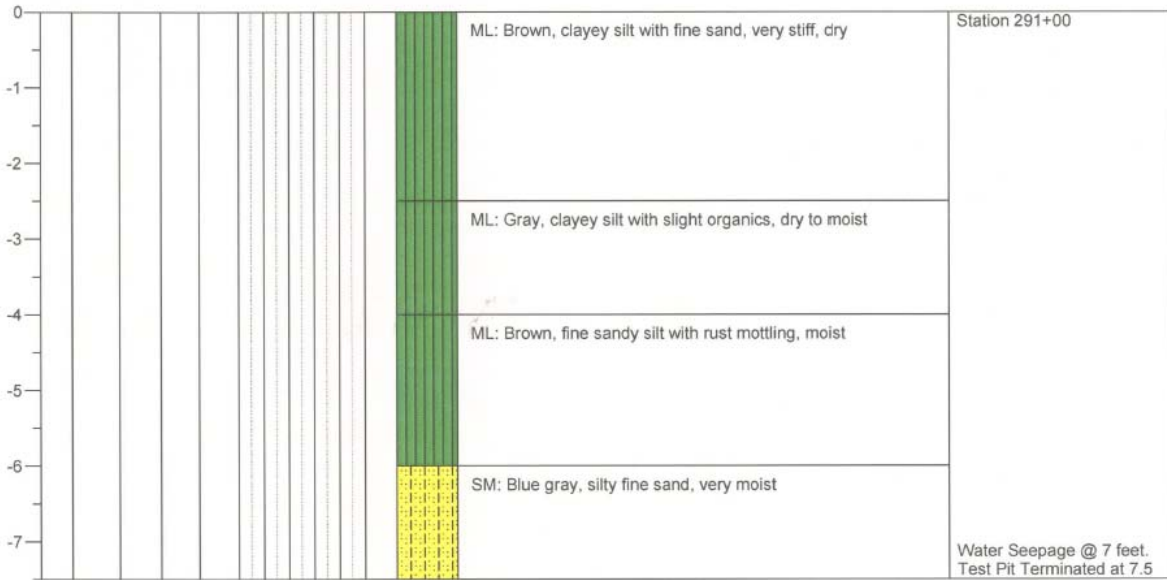 0
ML: Brown, clayey silt with fine sand, very stiff, dry
Station 291+00
-1
-2
ML: Gray, clayey silt with slight organics, dry to moist
-3
-4
ML: Brown, fine sandy silt with rust mottling, moist
-5
-6
SM: Blue gray, silty fine sand, very moist
-7
Water Seepage @ 7 feet.
Test Pit Terminated at 7.5